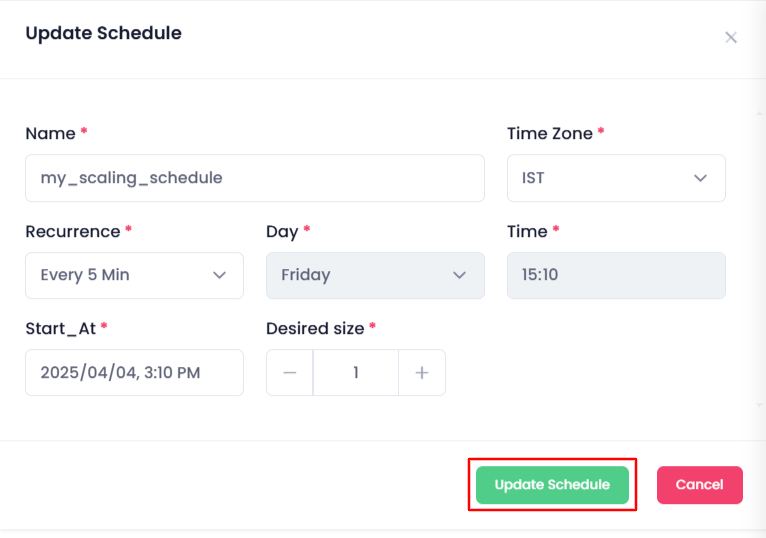 Update Schedule
Name *
Time Zone *
my_scaling_schedule
IST
Recurrence *
Day *
Time *
Every 5 Min
Friday
15:10
Start_At *
Desired size *
2025/04/04, 3:10 PM
1
Update Schedule
Cancel